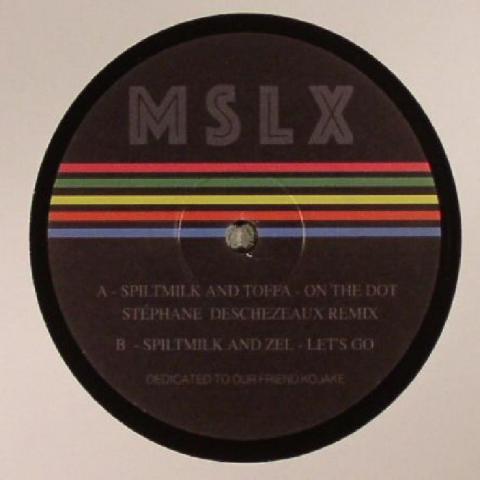 MSLX
A - SPILTMILK AND TOFFA - ON THE DOT
STÉPHANE DESCHEZEAUX REMIX
B - SPILTMILK AND ZEL - LET'S GO
DEDICATED TO OUR FRIEND KOJAKE